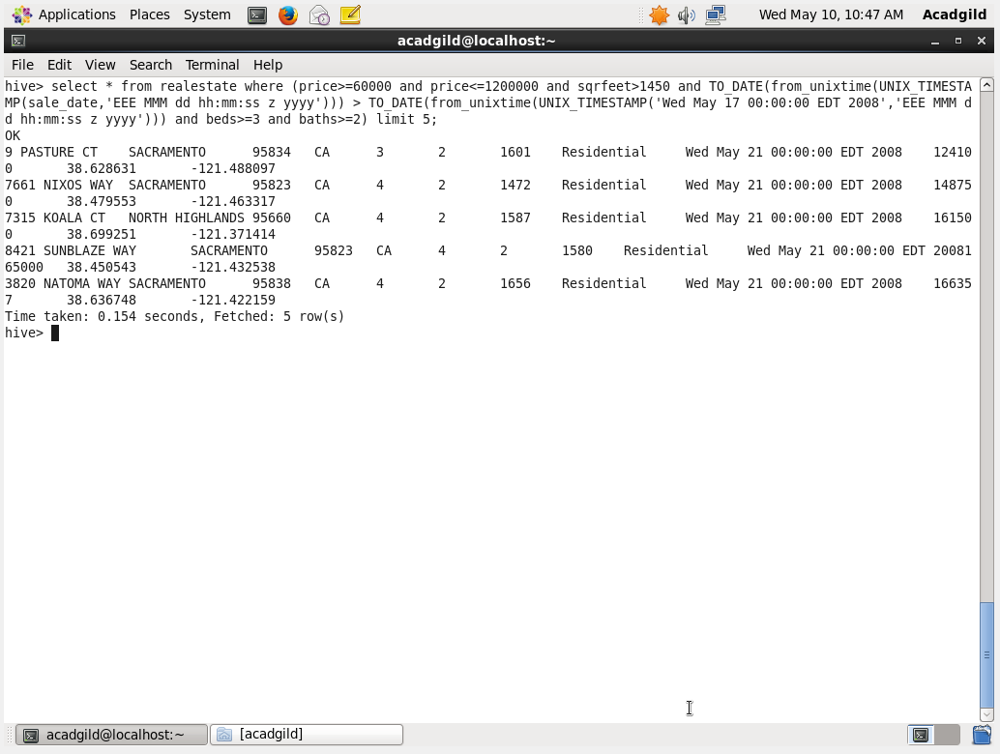 Applications Places System Wed May 10, 10:47 AM Acadgild
acadgild@localhost:~
File Edit View Search Terminal Help
hive> select * from realestate where (price>=60000 and price<=1200000 and sqrfeet>1450 and TO_DATE(from_unixtime(UNIX_TIMESTA
MP(sale_date,'EEE MMM dd hh:mm:ss z yyyy'))) > TO_DATE(from_unixtime(UNIX_TIMESTAMP('Wed May 17 00:00:00 EDT 2008','EEE MMM d
d hh:mm:ss z yyyy'))) and beds>=3 and baths>=2) limit 5;
OK
9 PASTURE CT SACRAMENTO 95834 CA 3 2 1601 Residential Wed May 21 00:00:00 EDT 2008 12410
0 38.628631 -121.488097
7661 NIXOS WAY SACRAMENTO 95823 CA 4 2 1472 Residential Wed May 21 00:00:00 EDT 2008 14875
0 38.479553 -121.463317
7315 KOALA CT NORTH HIGHLANDS 95660 CA 4 2 1587 Residential Wed May 21 00:00:00 EDT 2008 16150
0 38.699251 -121.371414
8421 SUNBLAZE WAY SACRAMENTO 95823 CA 4 2 1580 Residential Wed May 21 00:00:00 EDT 20081
65000 38.450543 -121.432538
3820 NATOMA WAY SACRAMENTO 95838 CA 4 2 1656 Residential Wed May 21 00:00:00 EDT 2008 16635
7 38.636748 -121.422159
Time taken: 0.154 seconds, Fetched: 5 row(s)
hive>
acadgild@localhost:~ [acadgild]